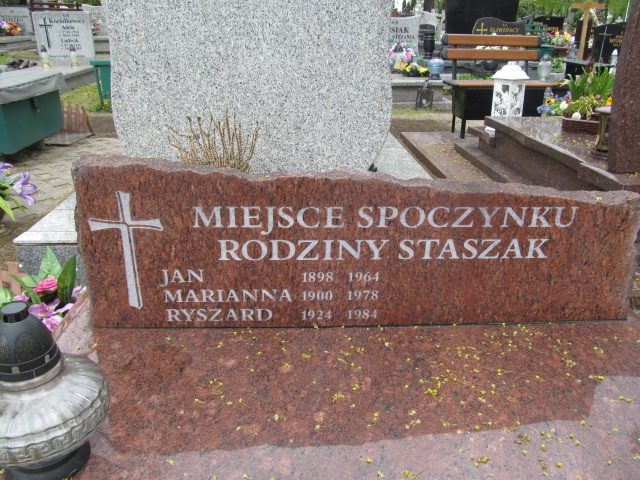 MIEJSCE SPOCZYNKU
RODZINY STASZAK
JAN 1898 1964
MARIANNA 1900 1978
RYSZARD 1924 1984